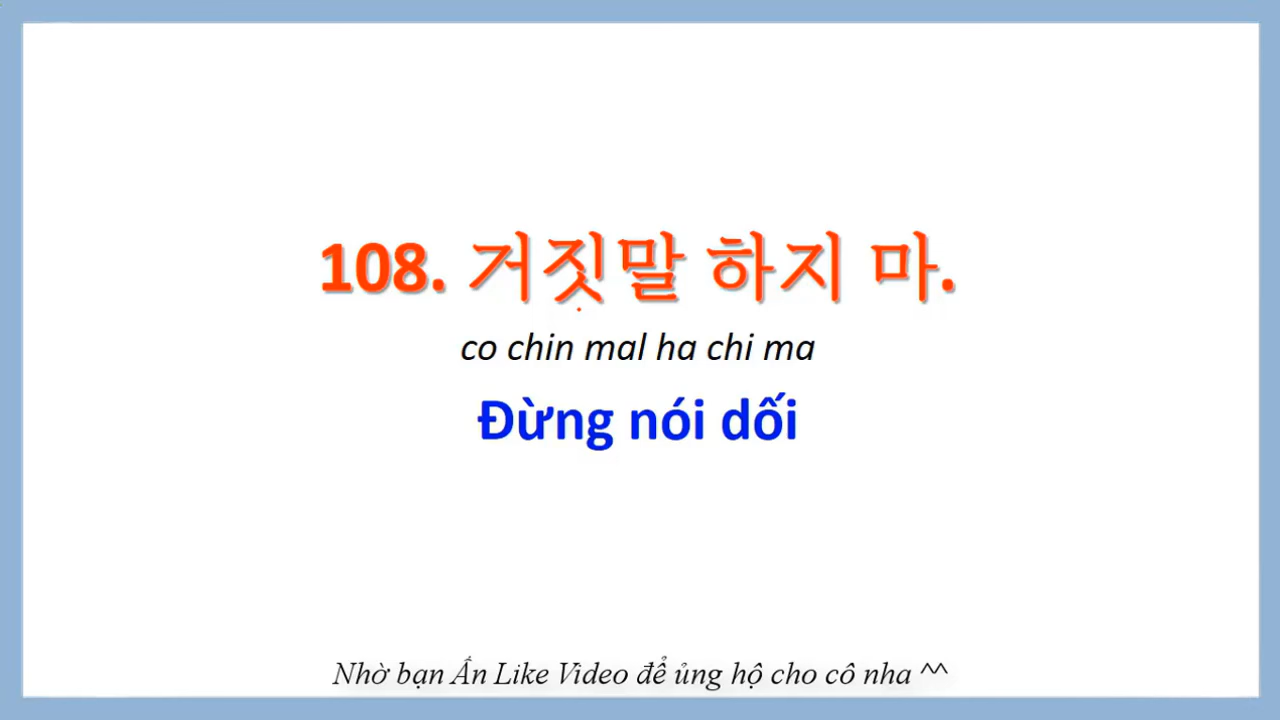 108. 거짓말 하지 마.
co chin mal ha chi ma
Đừng nói dối
Nhờ bạn Ấn Like Video để ủng hộ cho cô nha ^^